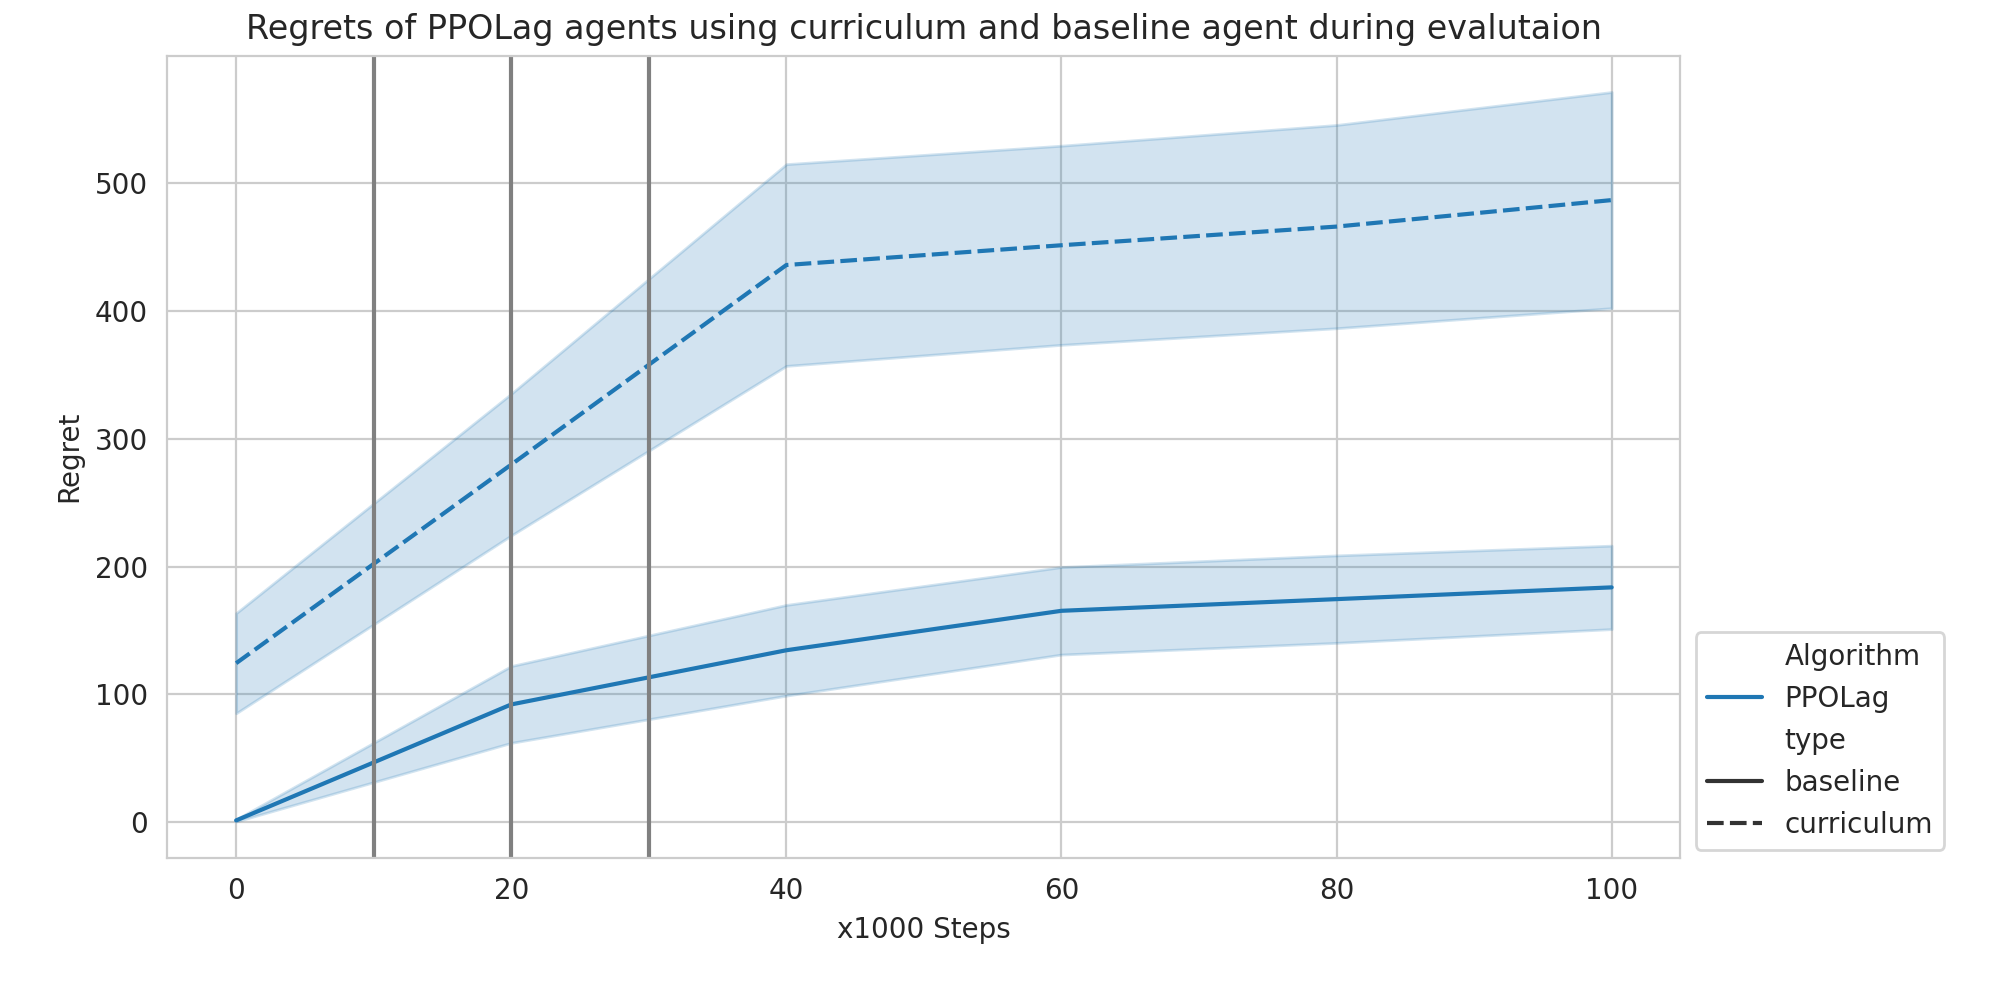 Regrets of PPOLag agents using curriculum and baseline agent during evalutaion
500
400
300
200
100
0
Regret
0 20 40 60 80 100
x1000 Steps
Algorithm
PPOLag
type
baseline
curriculum